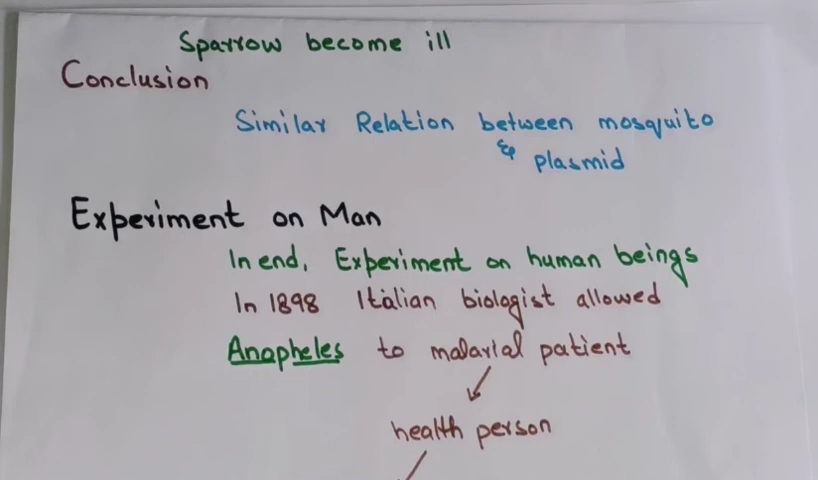 Sparrow become ill
Conclusion
Similar Relation between mosquito
& plasmid
Experiment on Man
In end, Experiment on human beings
In 1898 Italian biologist allowed
Anapheles to malarial patient
health person